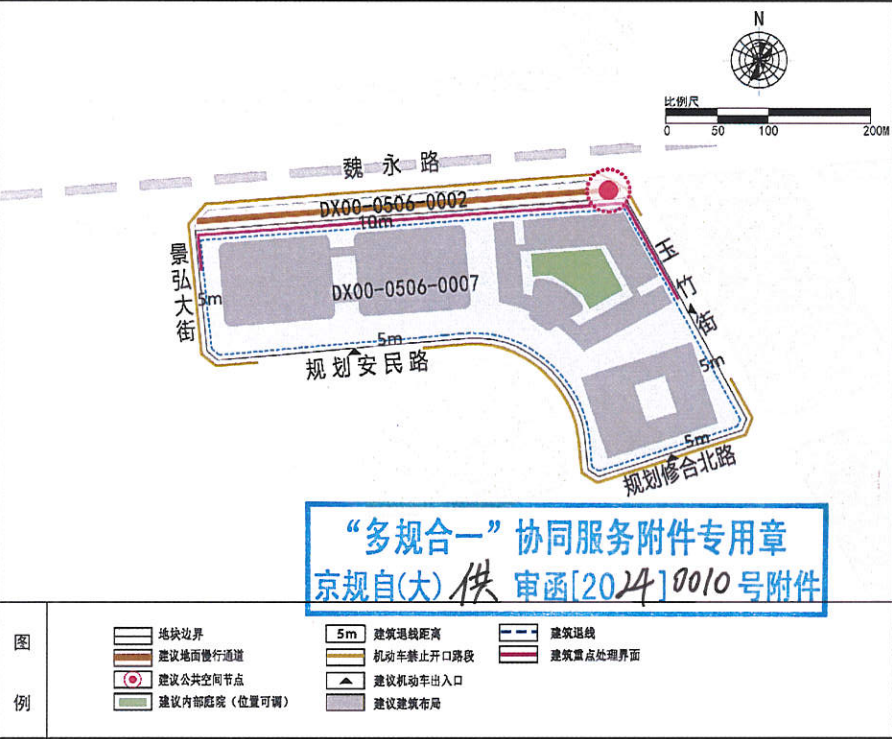 N
比例尺
0 50 100 200M
魏永路
DX00-0506-0002
10m
景弘大街
5m
DX00-0506-0007
玉竹街
5m
规划安民路
5m
5m
规划修合北路
“多规合一”协同服务附件专用章
京规自(大)供审函[2024]0010号附件
图例
地块边界
建议地面慢行通道
建议公共空间节点
建议内部庭院（位置可调）
5m 建筑退线距离
机动车禁止开口路段
建议机动车出入口
建议建筑布局
建筑退线
建筑重点处理界面